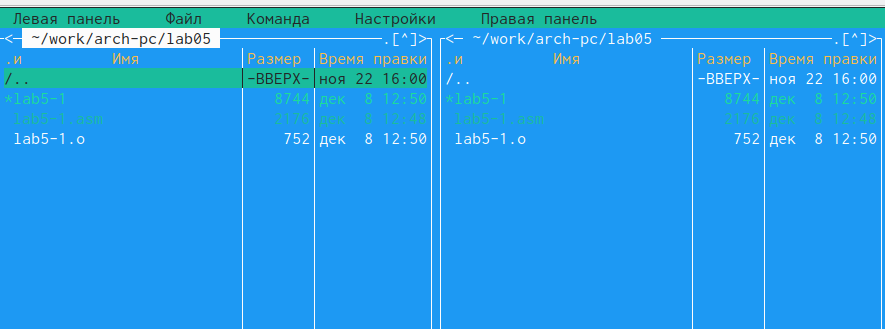 Левая панель Файл Команда Настройки Правая панель
<─ ~/work/arch-pc/lab05 ─.[^]> <─ ~/work/arch-pc/lab05 ─.[^]>
.и Имя Размер Время правки .и Имя Размер Время правки
/.. -ВВЕРХ- ноя 22 16:00 /.. -ВВЕРХ- ноя 22 16:00
*lab5-1 8744 дек 8 12:50 *lab5-1 8744 дек 8 12:50
lab5-1.asm 2176 дек 8 12:48 lab5-1.asm 2176 дек 8 12:48
lab5-1.o 752 дек 8 12:50 lab5-1.o 752 дек 8 12:50